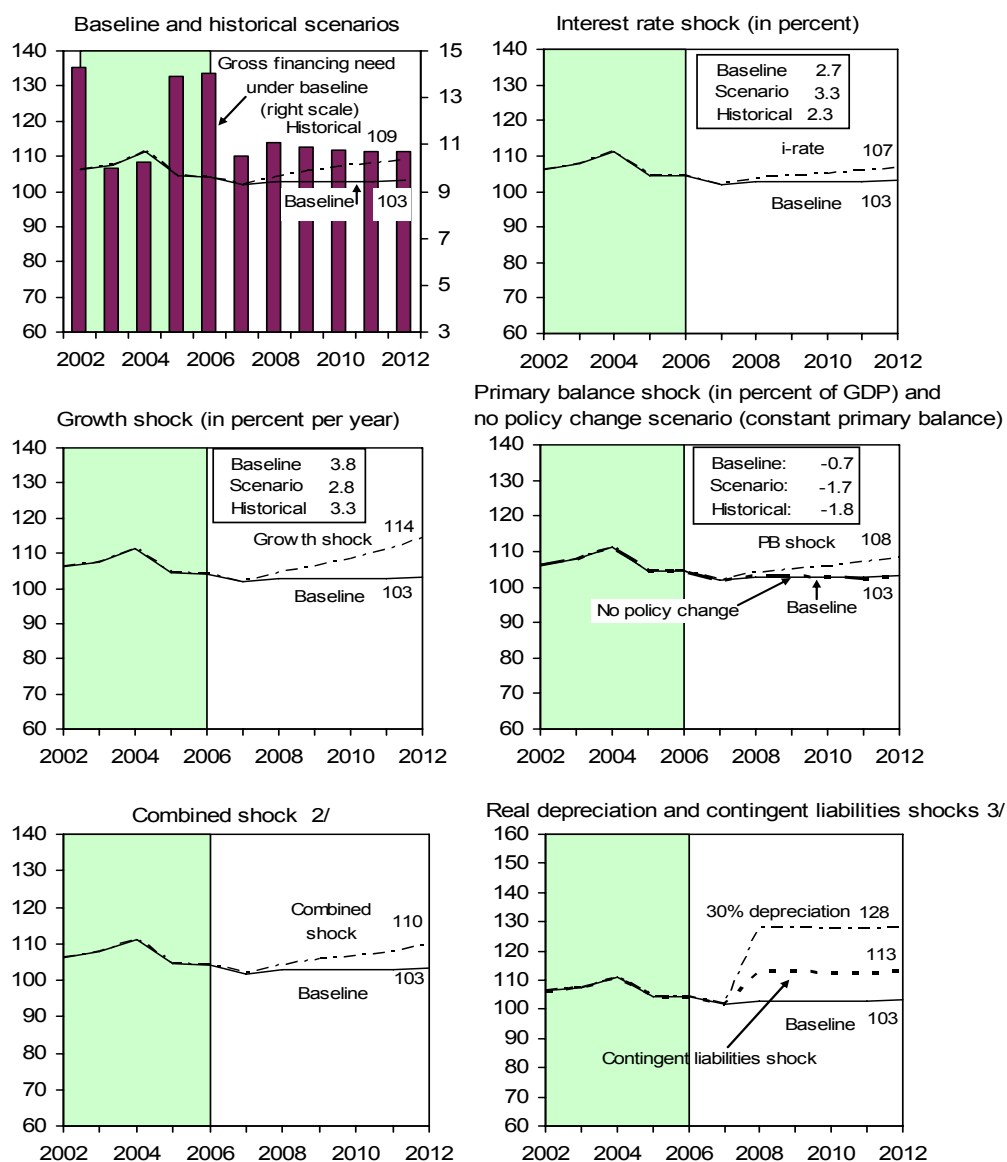 Baseline and historical scenarios
140
130
120
110
100
90
80
70
60
15
13
11
9
7
5
3
Gross financing need
under baseline
(right scale)
Historical
109
Baseline
103
2002 2004 2006 2008 2010 2012
Interest rate shock (in percent)
140
130
120
110
100
90
80
70
60
Baseline 2.7
Scenario 3.3
Historical 2.3
i-rate
107
Baseline
103
2002 2004 2006 2008 2010 2012
Growth shock (in percent per year)
140
130
120
110
100
90
80
70
60
Baseline 3.8
Scenario 2.8
Historical 3.3
114
Growth shock
Baseline
103
2002 2004 2006 2008 2010 2012
Primary balance shock (in percent of GDP) and
no policy change scenario (constant primary balance)
140
130
120
110
100
90
80
70
60
Baseline: -0.7
Scenario: -1.7
Historical: -1.8
PB shock
108
No policy change
Baseline
103
2002 2004 2006 2008 2010 2012
Combined shock 2/
140
130
120
110
100
90
80
70
60
Combined
shock
110
Baseline
103
2002 2004 2006 2008 2010 2012
Real depreciation and contingent liabilities shocks 3/
160
150
140
130
120
110
100
90
80
70
60
30% depreciation 128
113
Baseline
103
Contingent liabilities shock
2002 2004 2006 2008 2010 2012